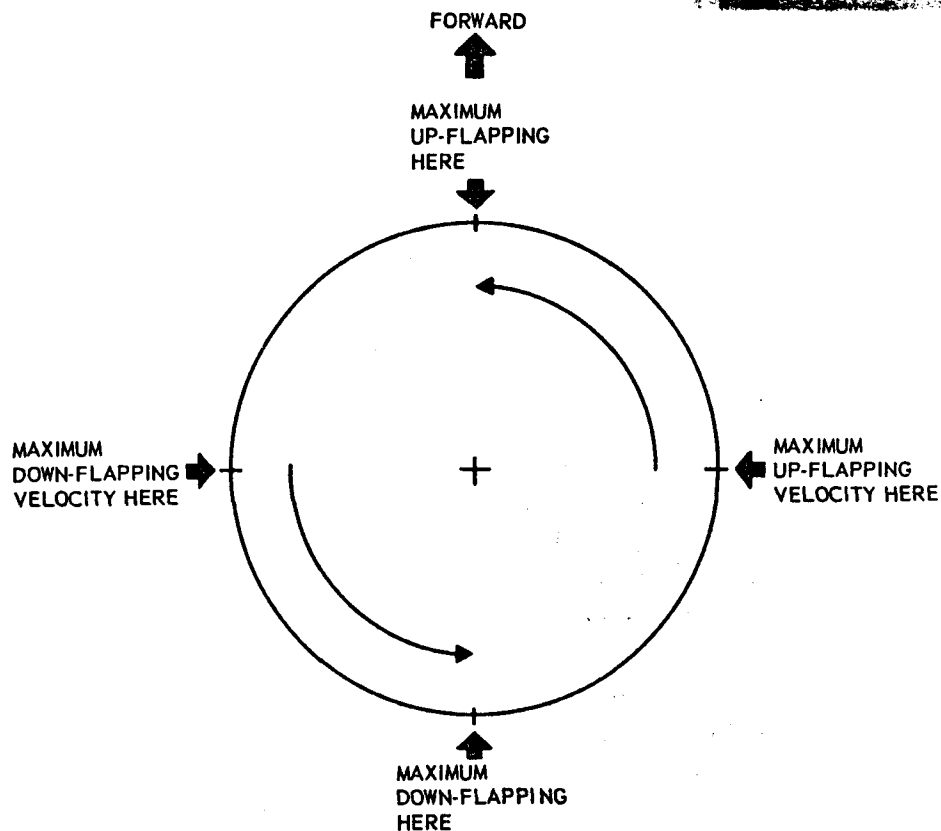 FORWARD
MAXIMUM
UP-FLAPPING
HERE
MAXIMUM
DOWN-FLAPPING
VELOCITY HERE
MAXIMUM
UP-FLAPPING
VELOCITY HERE
MAXIMUM
DOWN-FLAPPING
HERE